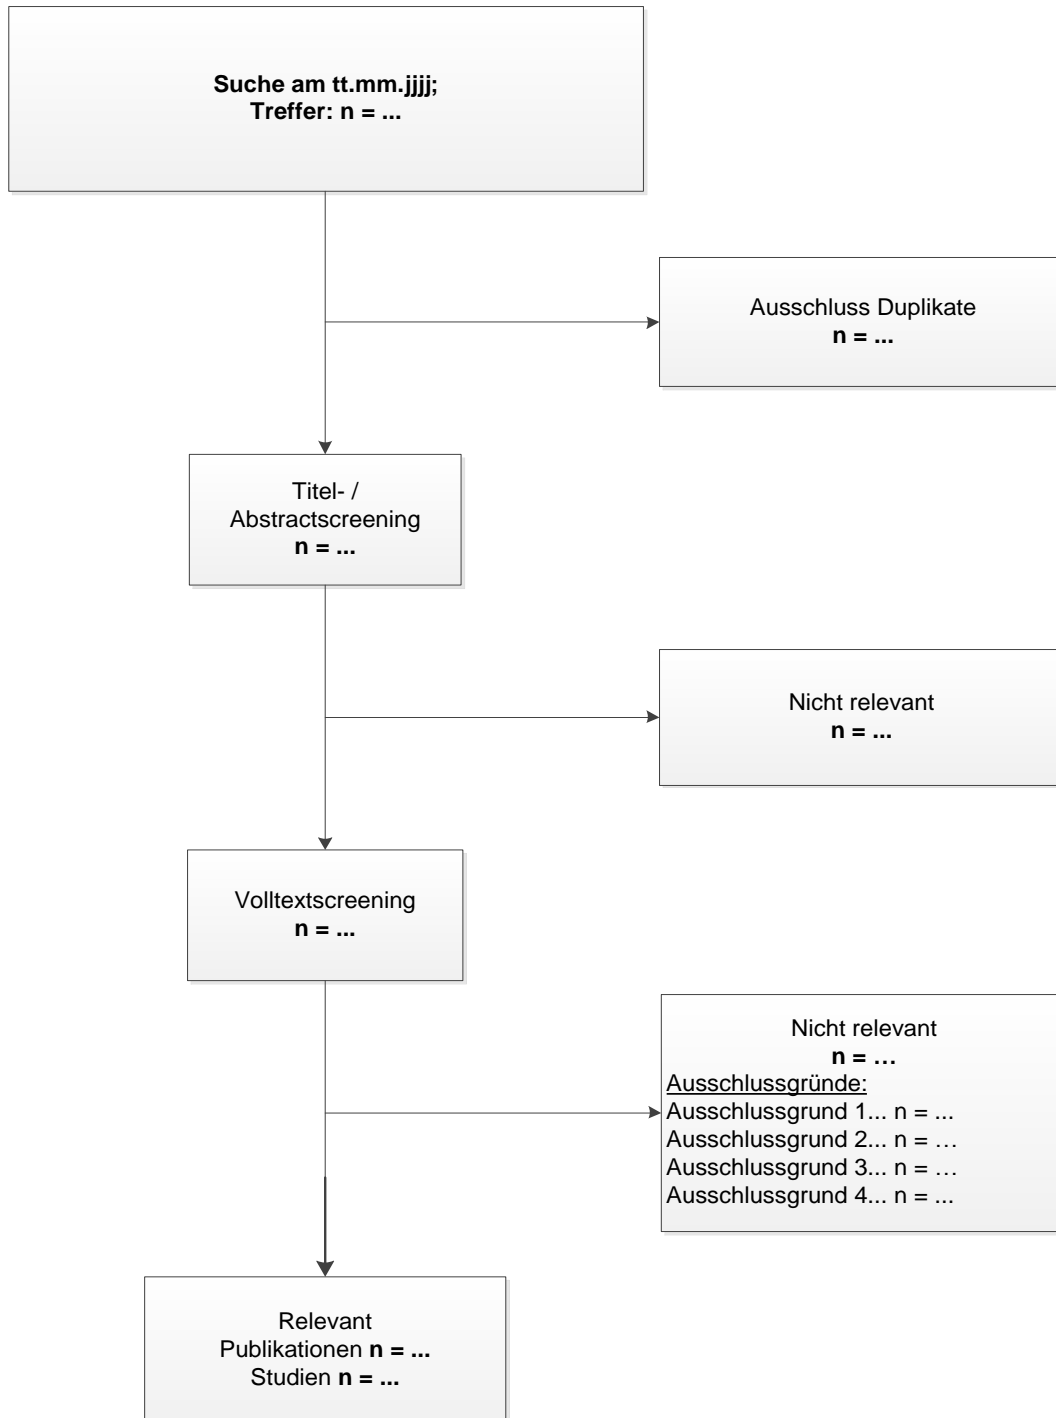 Suche am tt.mm.jjjj;
Treffer: n = ...
Ausschluss Duplikate
n = ...
Titel- /
Abstractscreening
n = ...
Nicht relevant
n = ...
Volltextscreening
n = ...
Nicht relevant
n = …
Ausschlussgründe:
Ausschlussgrund 1... n = ...
Ausschlussgrund 2... n = …
Ausschlussgrund 3... n = …
Ausschlussgrund 4... n = ...
Relevant
Publikationen n = ...
Studien n = ...